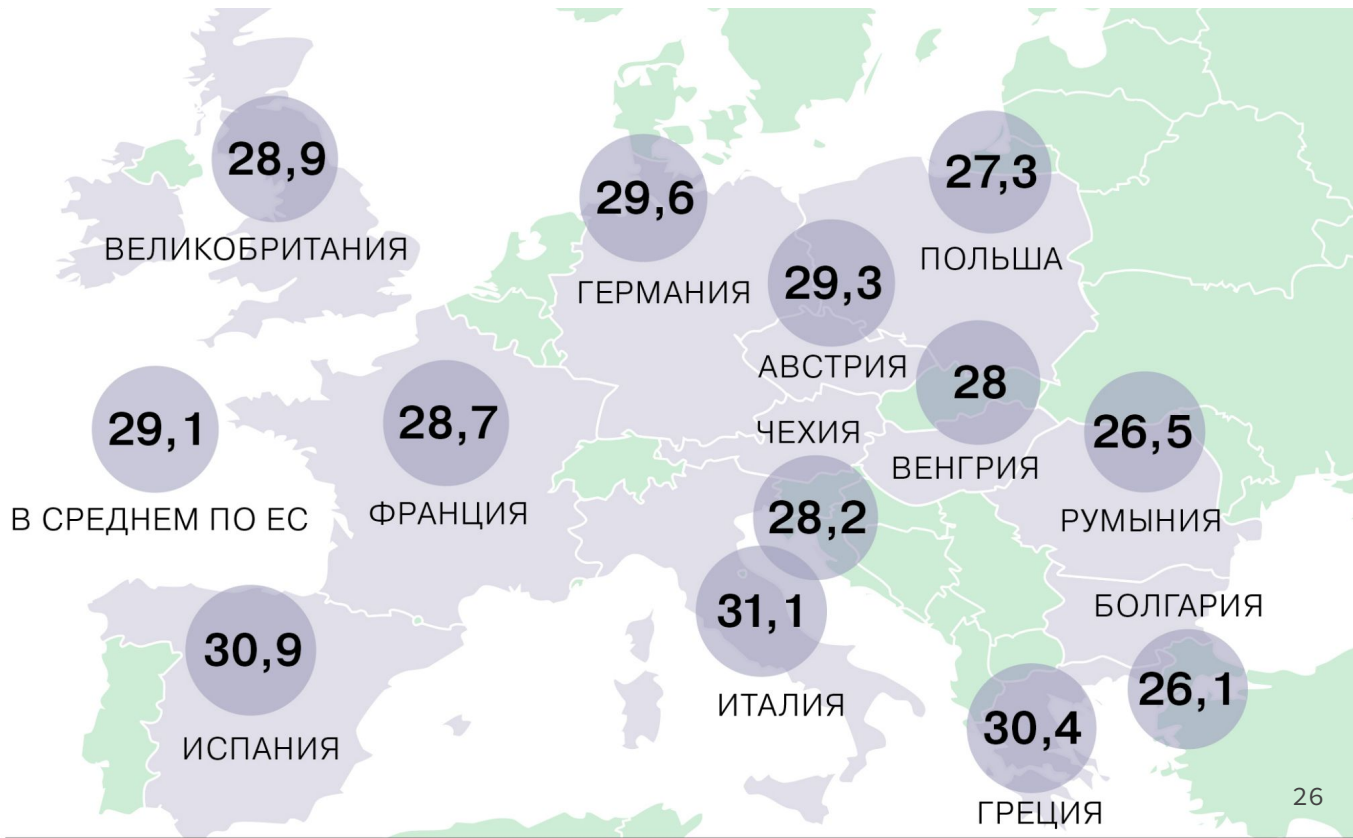 28,9
ВЕЛИКОБРИТАНИЯ
29,6
ГЕРМАНИЯ
27,3
ПОЛЬША
29,3
АВСТРИЯ
28
ВЕНГРИЯ
29,1
В СРЕДНЕМ ПО ЕС
28,7
ФРАНЦИЯ
ЧЕХИЯ
28,2
26,5
РУМЫНИЯ
30,9
ИСПАНИЯ
31,1
ИТАЛИЯ
БОЛГАРИЯ
26,1
30,4
ГРЕЦИЯ
26